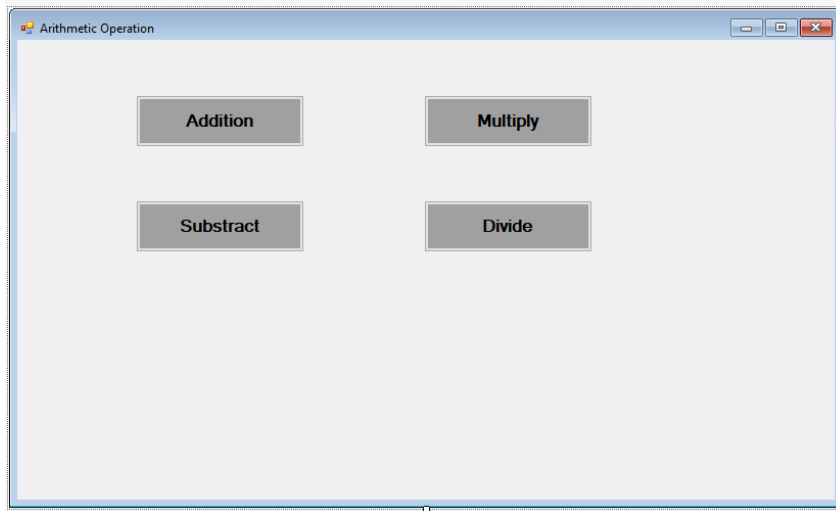 Arithmetic Operation
Addition Multiply
Substract Divide